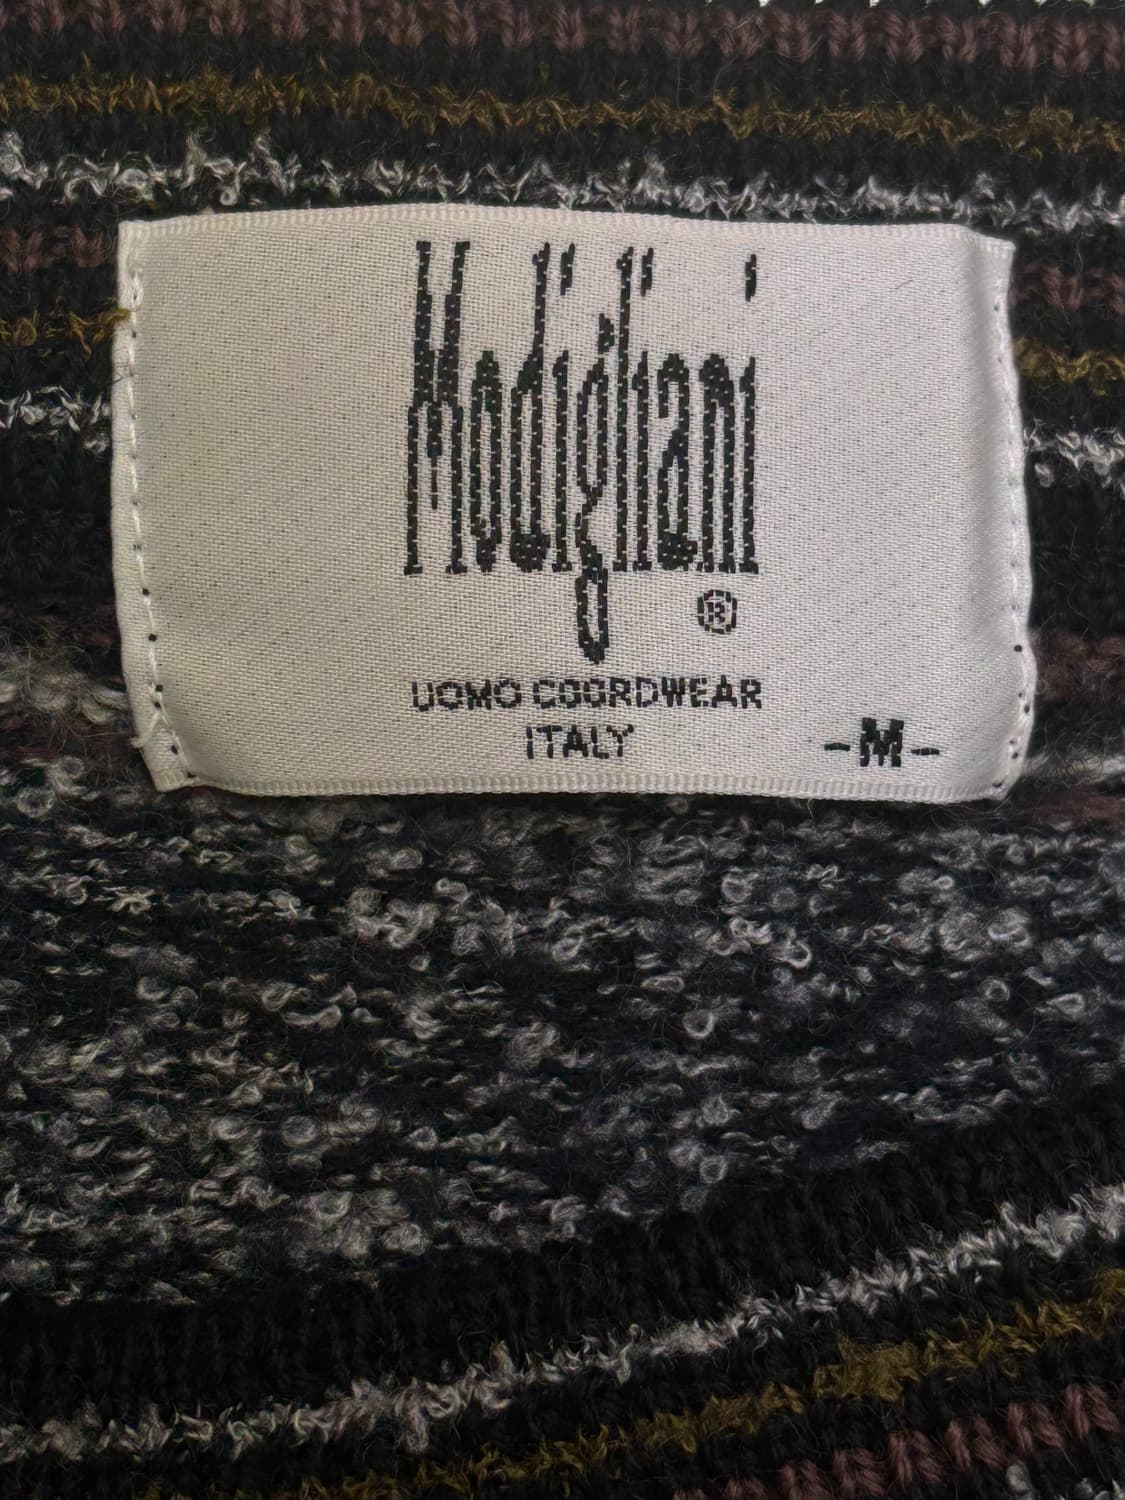 Modigliani
®
UOMO COORDWEAR
ITALY
-M-